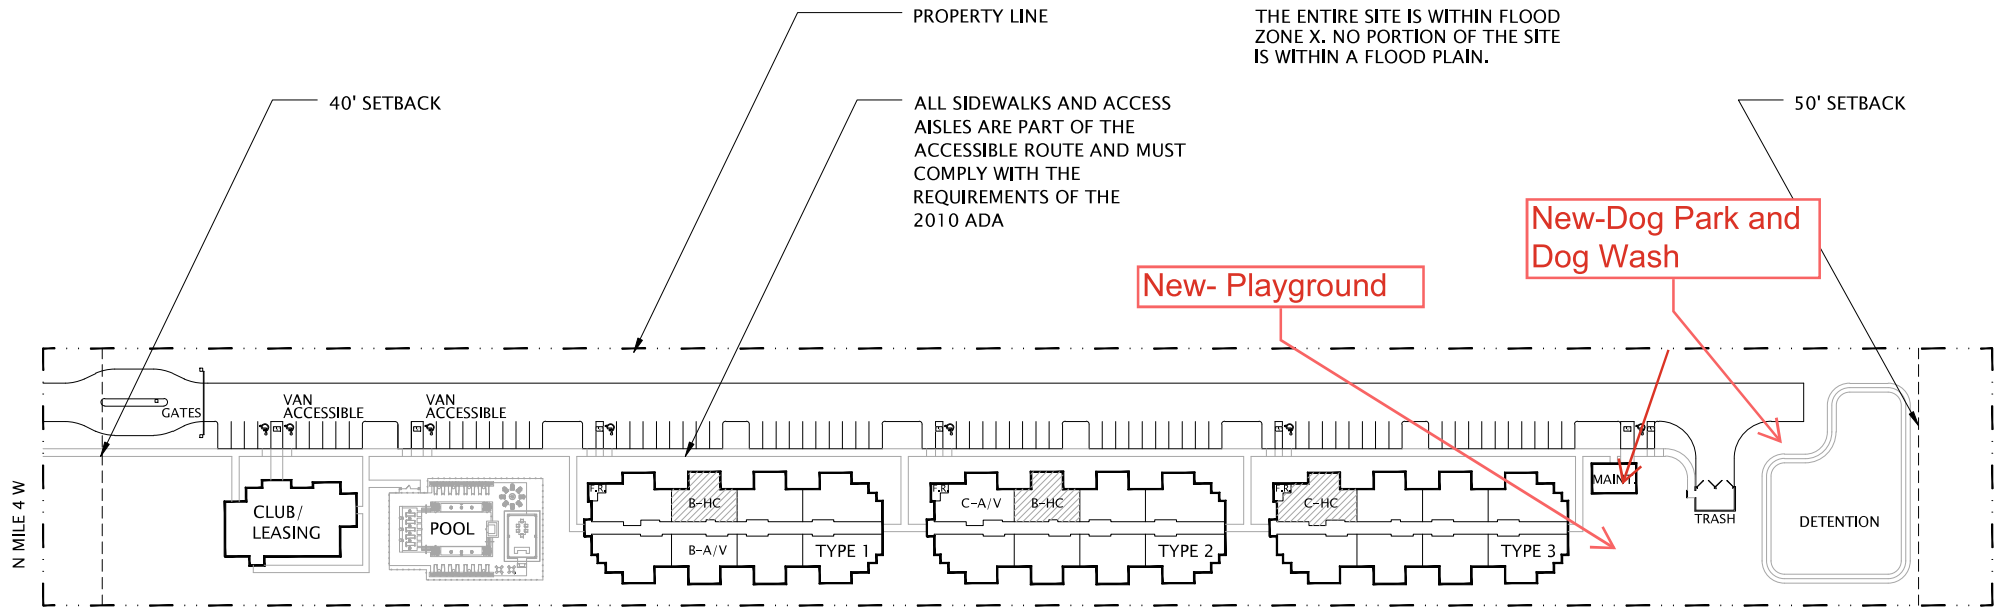 PROPERTY LINE
THE ENTIRE SITE IS WITHIN FLOOD
ZONE X. NO PORTION OF THE SITE
IS WITHIN A FLOOD PLAIN.
40' SETBACK
ALL SIDEWALKS AND ACCESS
AISLES ARE PART OF THE
ACCESSIBLE ROUTE AND MUST
COMPLY WITH THE
REQUIREMENTS OF THE
2010 ADA
50' SETBACK
New-Dog Park and
Dog Wash
New- Playground
GATES
VAN
ACCESSIBLE
VAN
ACCESSIBLE
N MILE 4 W
CLUB/
LEASING
POOL
F.R.
B-HC
B-A/V
TYPE 1
F.R.
C-A/V
B-HC
TYPE 2
F.R.
C-HC
TYPE 3
MAINT.
TRASH
DETENTION